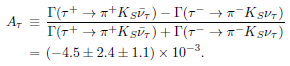 A_τ ≡ Γ(τ⁺ → π⁺K_S ν̄_τ) − Γ(τ⁻ → π⁻K_S ν_τ) / Γ(τ⁺ → π⁺K_S ν̄_τ) + Γ(τ⁻ → π⁻K_S ν_τ)
= (−4.5 ± 2.4 ± 1.1) × 10⁻³.